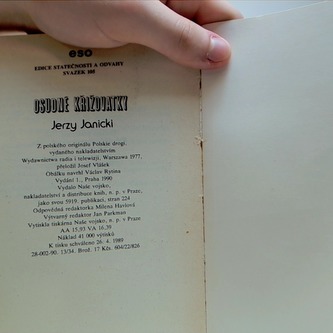 eso
EDICE STATEČNOSTI A ODVAHY
SVAZEK 108
OSUDNÉ KŘIŽOVATKY
Jerzy Janicki
Z polského originálu Polskie drogi,
vydaného nakladatelstvím
Wydawnictwa radia i telewizji, Warszawa 1977,
přeložil Josef Vlášek
Obálku navrhl Václav Rytina
Vydání 1., Praha 1990
Vydalo Naše vojsko,
nakladatelství a distribuce knih, n. p., v Praze,
jako svou 5919. publikaci, stran 224
Odpovědná redaktorka Milena Havlová
Výtvarný redaktor Jan Parkman
Vytiskla tiskárna Naše vojsko, n. p., v Praze
AA 15,93 VA 16,39
Náklad 41 000 výtisků
K tisku schváleno 26. 4. 1989
28-002-90. 13/34. Brož. 17 Kčs. 604/22/826